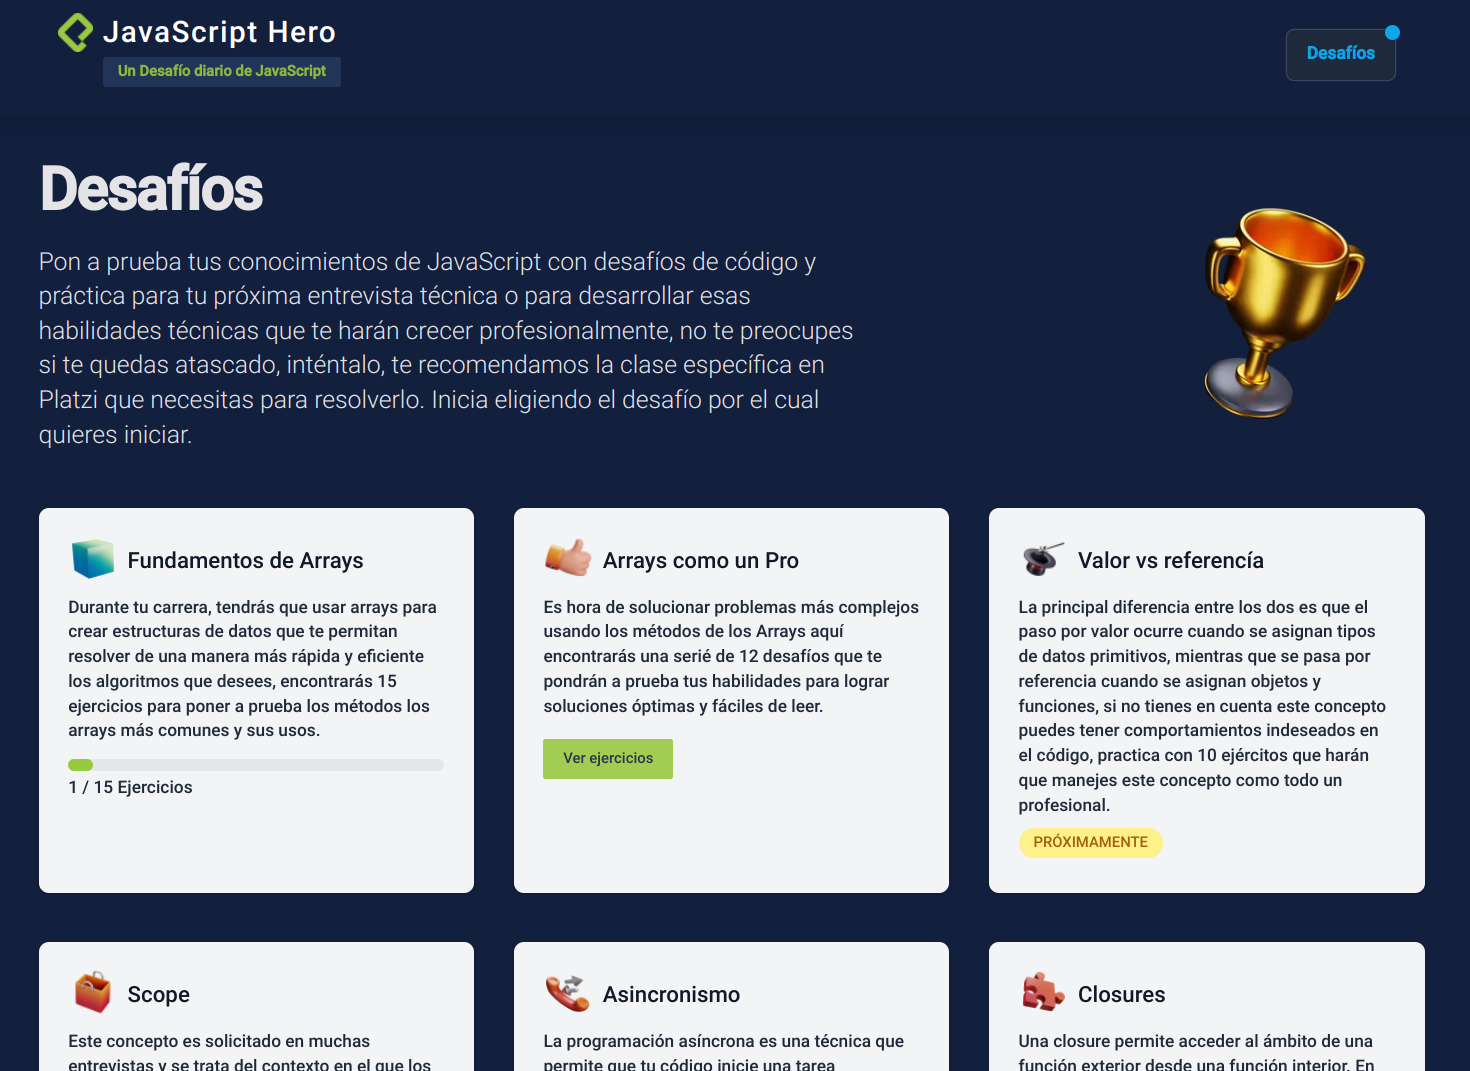 JavaScript Hero
Un Desafío diario de JavaScript
Desafíos
Desafíos
Pon a prueba tus conocimientos de JavaScript con desafíos de código y
práctica para tu próxima entrevista técnica o para desarrollar esas
habilidades técnicas que te harán crecer profesionalmente, no te preocupes
si te quedas atascado, inténtalo, te recomendamos la clase específica en
Platzi que necesitas para resolverlo. Inicia eligiendo el desafío por el cual
quieres iniciar.
Fundamentos de Arrays
Durante tu carrera, tendrás que usar arrays para
crear estructuras de datos que te permitan
resolver de una manera más rápida y eficiente
los algoritmos que desees, encontrarás 15
ejercicios para poner a prueba los métodos los
arrays más comunes y sus usos.
1 / 15 Ejercicios
Arrays como un Pro
Es hora de solucionar problemas más complejos
usando los métodos de los Arrays aquí
encontrarás una serié de 12 desafíos que te
pondrán a prueba tus habilidades para lograr
soluciones óptimas y fáciles de leer.
Ver ejercicios
Valor vs referencía
La principal diferencia entre los dos es que el
paso por valor ocurre cuando se asignan tipos
de datos primitivos, mientras que se pasa por
referencia cuando se asignan objetos y
funciones, si no tienes en cuenta este concepto
puedes tener comportamientos indeseados en
el código, practica con 10 ejércitos que harán
que manejes este concepto como todo un
profesional.
PRÓXIMAMENTE
Scope
Este concepto es solicitado en muchas
entrevistas y se trata del contexto en el que los
Asincronismo
La programación asíncrona es una técnica que
permite que tu código inicie una tarea
Closures
Una closure permite acceder al ámbito de una
función exterior desde una función interior. En